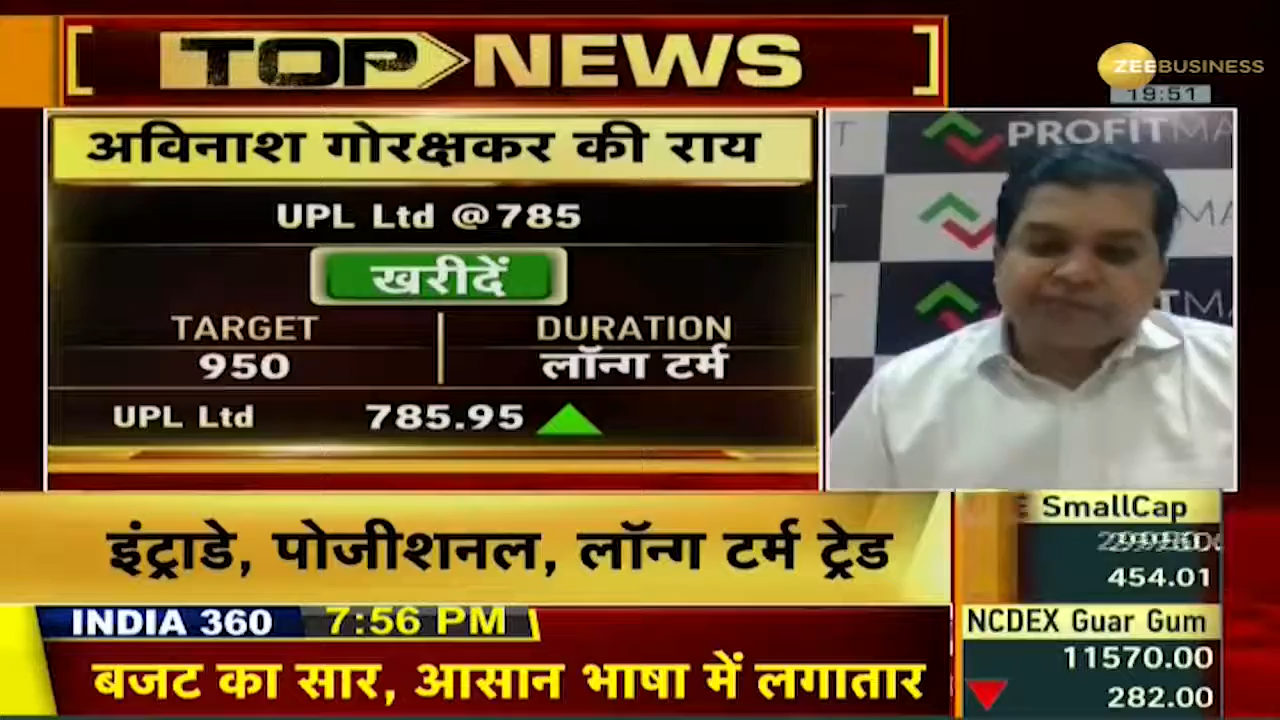 TOP NEWS
ZEEBUSINESS
19:51
अविनाश गोरक्षकर की राय
UPL Ltd @785
खरीदें
TARGET
950
DURATION
लॉन्ग टर्म
UPL Ltd 785.95
PROFITMA
इंट्राडे, पोजीशनल, लॉन्ग टर्म ट्रेड
SmallCap
454.01
INDIA 360 7:56 PM
बजट का सार, आसान भाषा में लगातार
NCDEX Guar Gum
11570.00
282.00